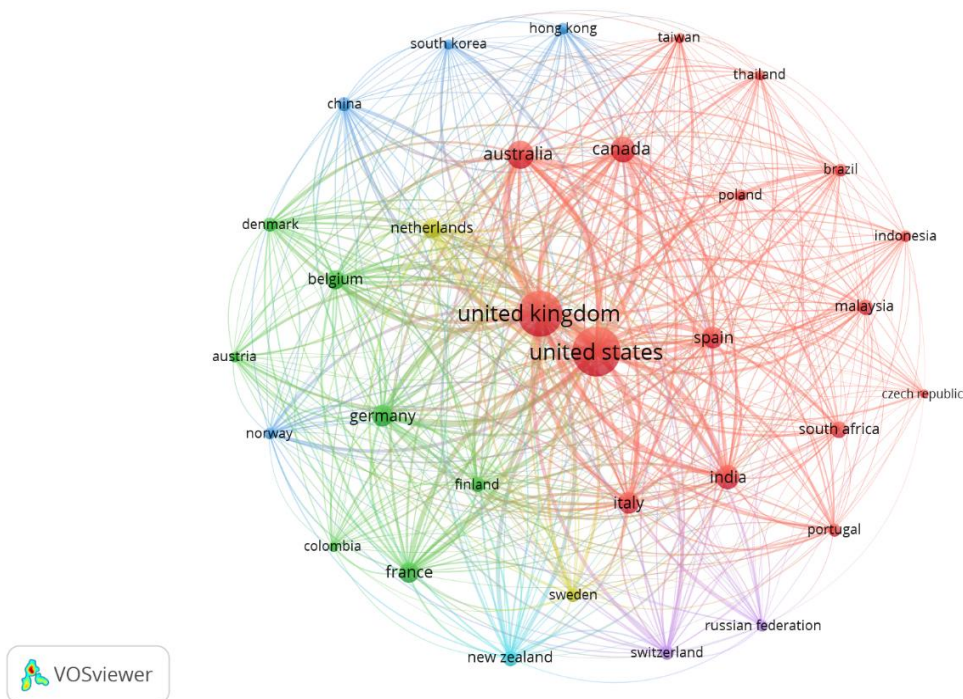 hong kong
south korea
taiwan
thailand
china
australia
canada
brazil
poland
denmark
netherlands
indonesia
belgium
malaysia
united kingdom
spain
united states
austria
czech republic
germany
south africa
norway
india
finland
italy
portugal
colombia
france
sweden
russian federation
switzerland
new zealand
VOSviewer